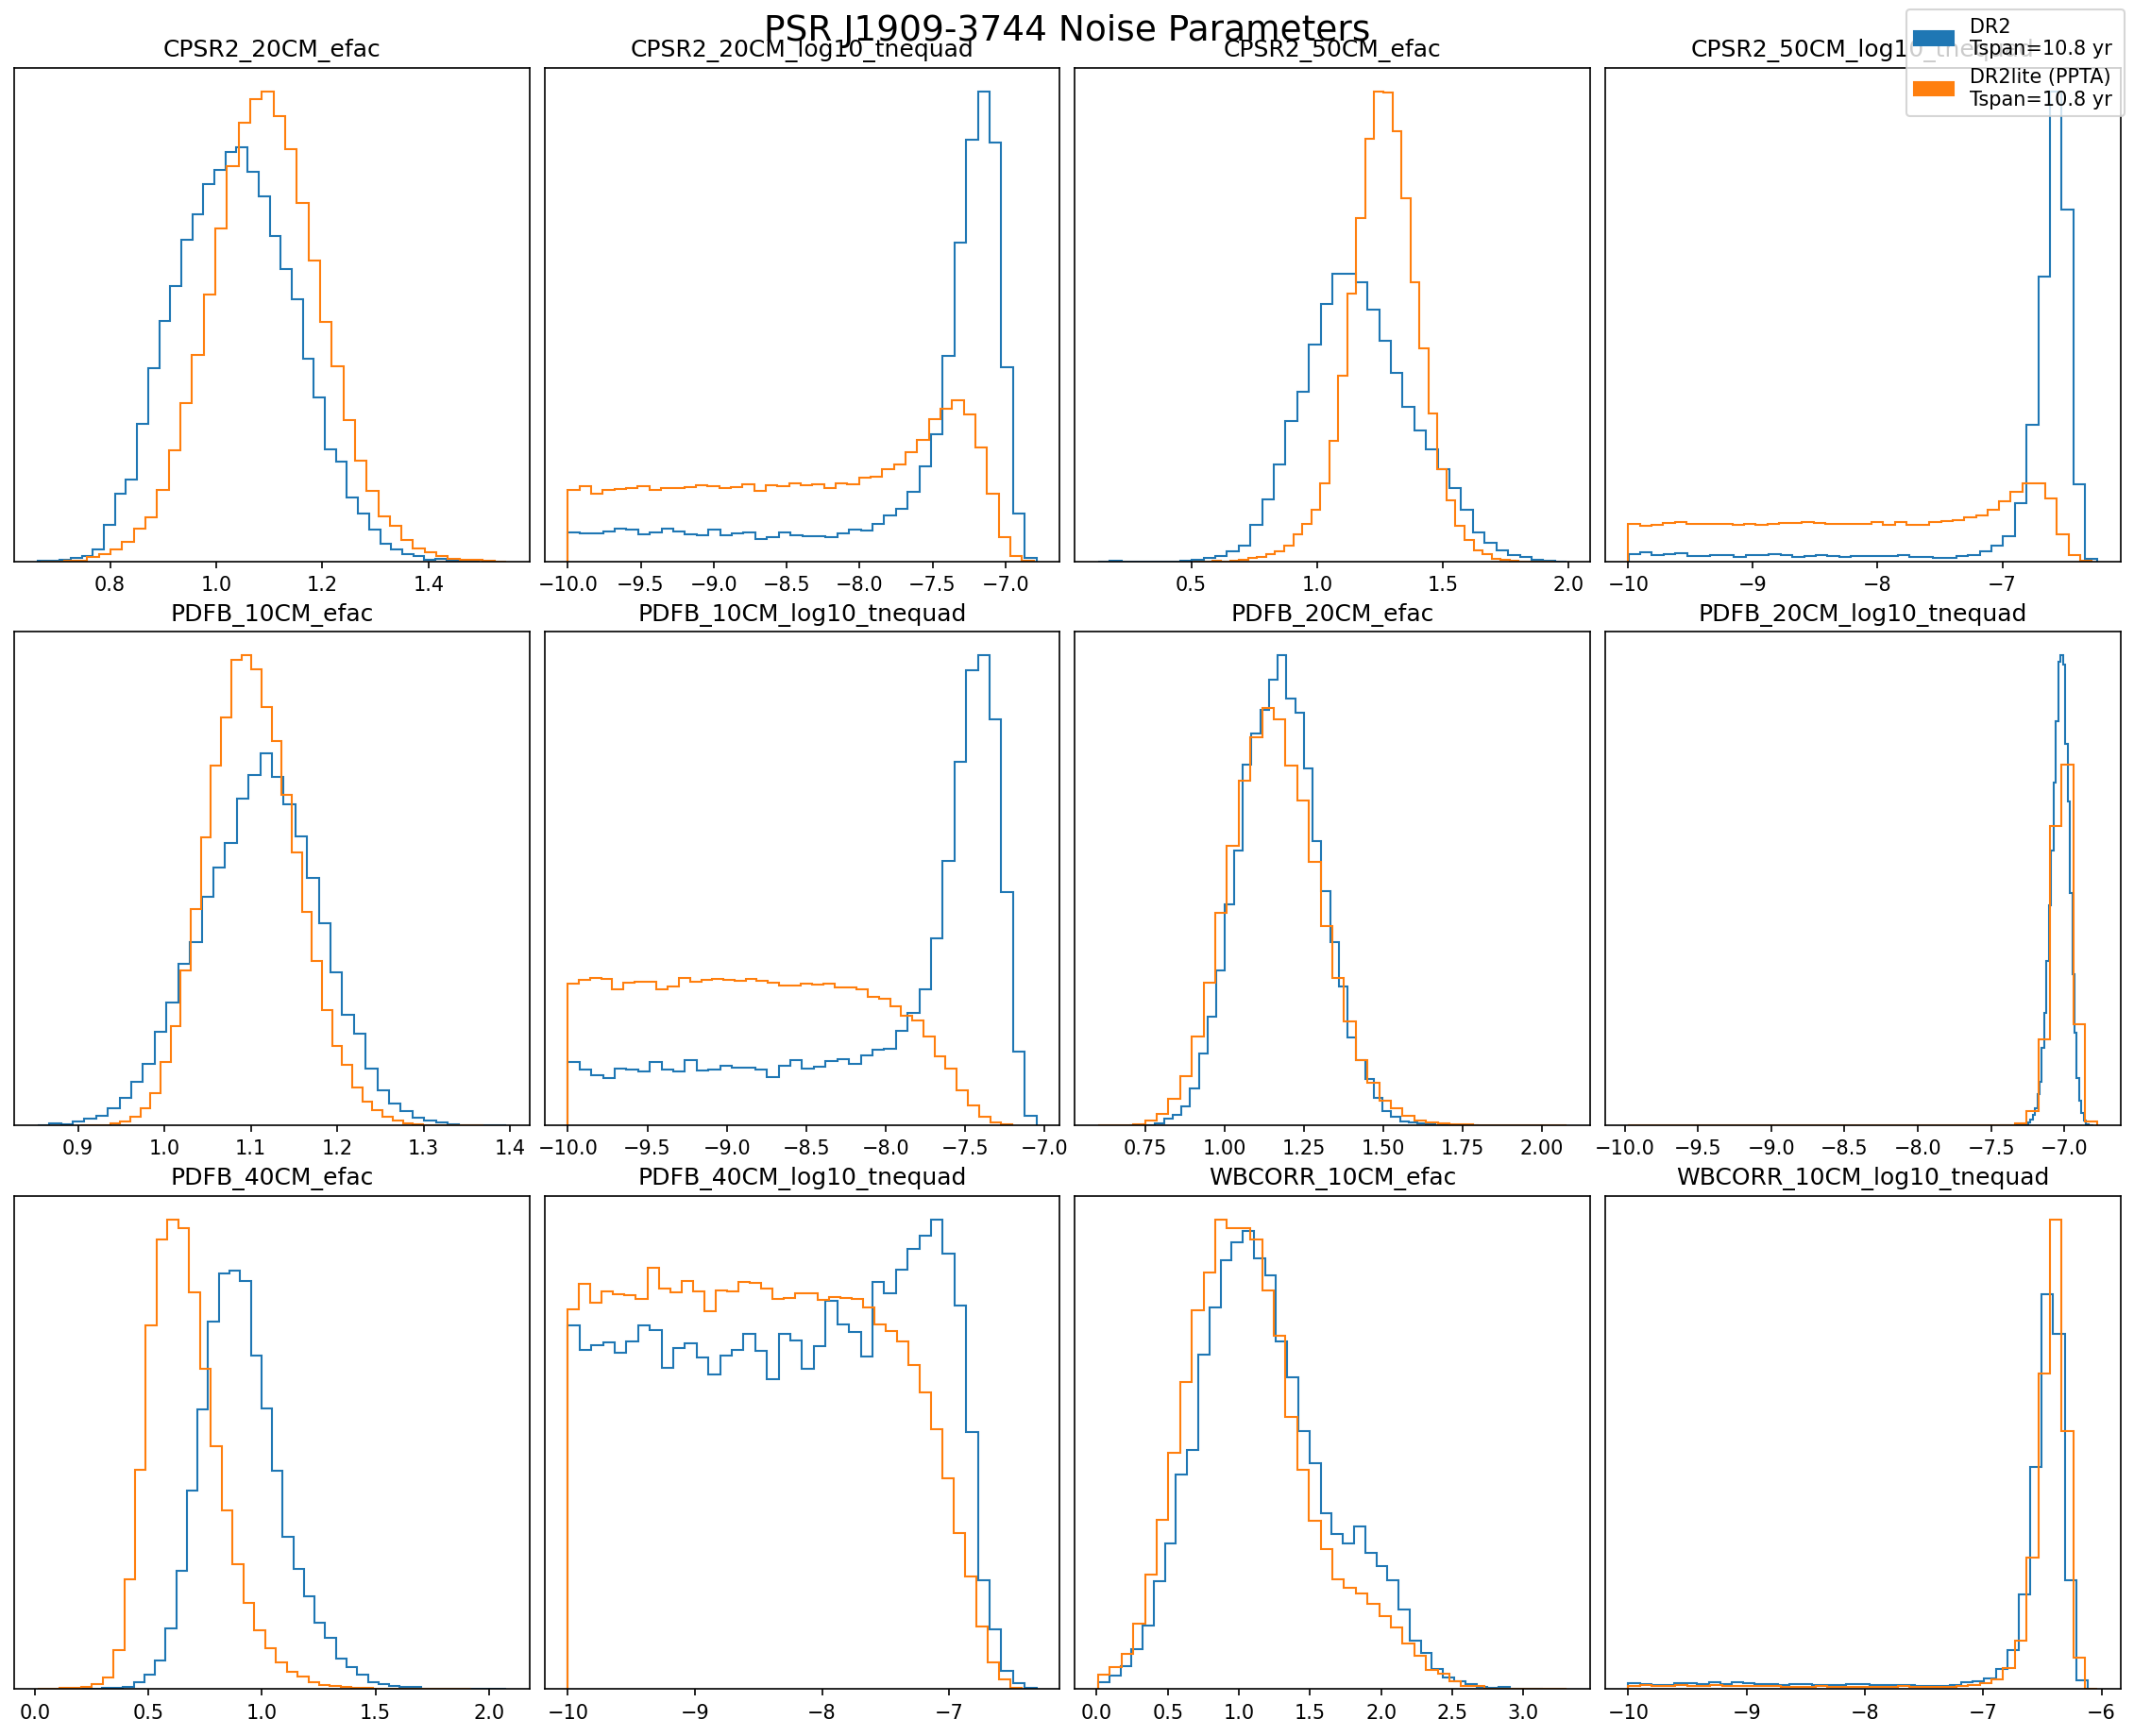 PSR J1909-3744 Noise Parameters
DR2
Tspan=10.8 yr
DR2lite (PPTA)
Tspan=10.8 yr
CPSR2_20CM_efac
CPSR2_20CM_log10_tnequad
CPSR2_50CM_efac
CPSR2_50CM_log10_tnequad
0.8 1.0 1.2 1.4
−10.0 −9.5 −9.0 −8.5 −8.0 −7.5 −7.0
0.5 1.0 1.5 2.0
−10 −9 −8 −7
PDFB_10CM_efac
PDFB_10CM_log10_tnequad
PDFB_20CM_efac
PDFB_20CM_log10_tnequad
0.9 1.0 1.1 1.2 1.3 1.4
−10.0 −9.5 −9.0 −8.5 −8.0 −7.5 −7.0
0.75 1.00 1.25 1.50 1.75 2.00
−10.0 −9.5 −9.0 −8.5 −8.0 −7.5 −7.0
PDFB_40CM_efac
PDFB_40CM_log10_tnequad
WBCORR_10CM_efac
WBCORR_10CM_log10_tnequad
0.0 0.5 1.0 1.5 2.0
−10 −9 −8 −7
0.0 0.5 1.0 1.5 2.0 2.5 3.0
−10 −9 −8 −7 −6